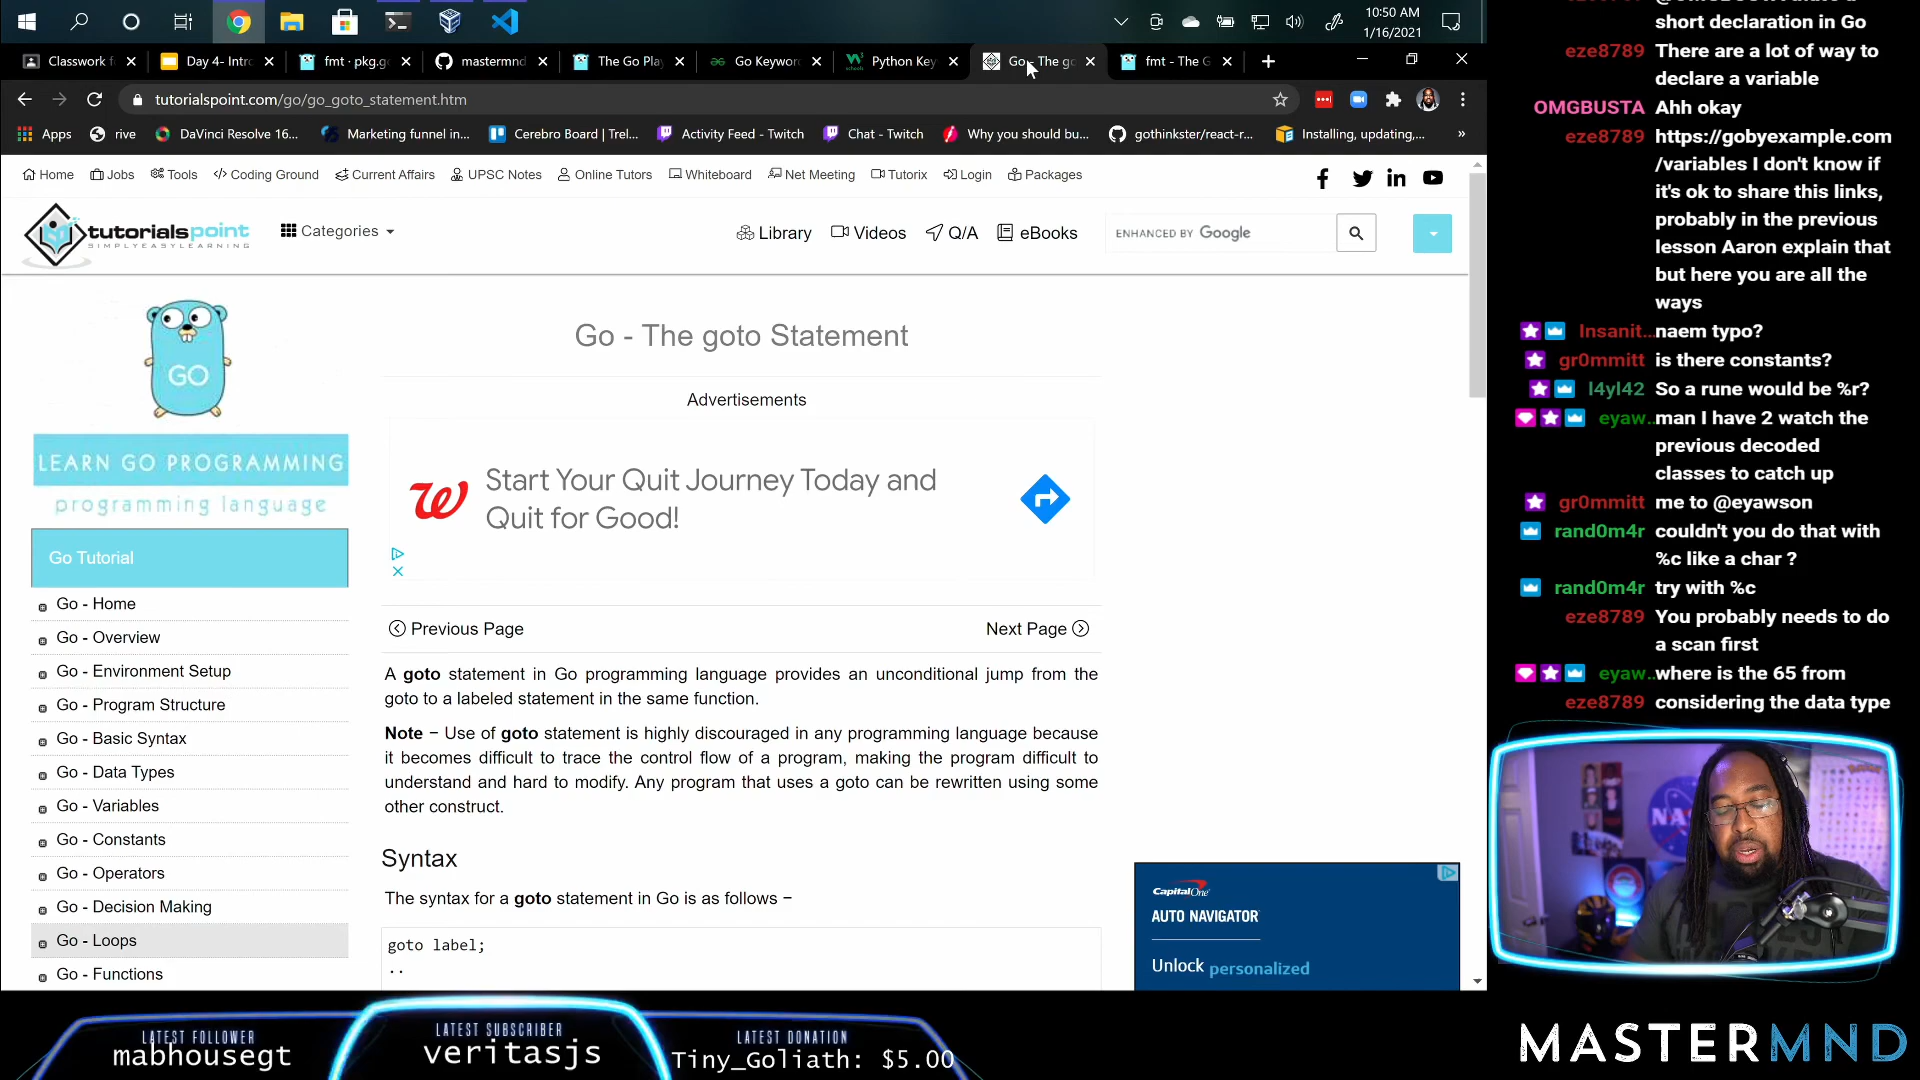 10:50 AM
1/16/2021
Classwork f
Day 4- Intro
fmt · pkg.go
mastermnd
The Go Play
Go Keyword
Python Key
Go - The go
fmt - The G
tutorialspoint.com/go/go_goto_statement.htm
Apps
rive
DaVinci Resolve 16...
Marketing funnel in...
Cerebro Board | Trel...
Activity Feed - Twitch
Chat - Twitch
Why you should bu...
gothinkster/react-r...
Installing, updating,...
»
Home
Jobs
Tools
Coding Ground
Current Affairs
UPSC Notes
Online Tutors
Whiteboard
Net Meeting
Tutorix
Login
Packages
tutorialspoint
SIMPLYEASYLEARNING
Categories
Library
Videos
Q/A
eBooks
ENHANCED BY Google
GO
LEARN GO PROGRAMMING
programming language
Go Tutorial
Go - Home
Go - Overview
Go - Environment Setup
Go - Program Structure
Go - Basic Syntax
Go - Data Types
Go - Variables
Go - Constants
Go - Operators
Go - Decision Making
Go - Loops
Go - Functions
Go - The goto Statement
Advertisements
Start Your Quit Journey Today and
Quit for Good!
Previous Page
Next Page
A goto statement in Go programming language provides an unconditional jump from the
goto to a labeled statement in the same function.
Note − Use of goto statement is highly discouraged in any programming language because
it becomes difficult to trace the control flow of a program, making the program difficult to
understand and hard to modify. Any program that uses a goto can be rewritten using some
other construct.
Syntax
The syntax for a goto statement in Go is as follows −
goto label;
..
Capital One
AUTO NAVIGATOR
Unlock personalized
short declaration in Go
eze8789 There are a lot of way to
declare a variable
OMGBUSTA Ahh okay
eze8789 https://gobyexample.com
/variables I don't know if
it's ok to share this links,
probably in the previous
lesson Aaron explain that
but here you are all the
ways
Insanit... naem typo?
gr0mmitt is there constants?
l4yl42 So a rune would be %r?
eyaw... man I have 2 watch the
previous decoded
classes to catch up
gr0mmitt me to @eyawson
rand0m4r couldn't you do that with
%c like a char ?
rand0m4r try with %c
eze8789 You probably needs to do
a scan first
eyaw... where is the 65 from
eze8789 considering the data type
NASA
LATEST FOLLOWER
mabhousegt
LATEST SUBSCRIBER
veritasjs
LATEST DONATION
Tiny_Goliath: $5.00
MASTERMND